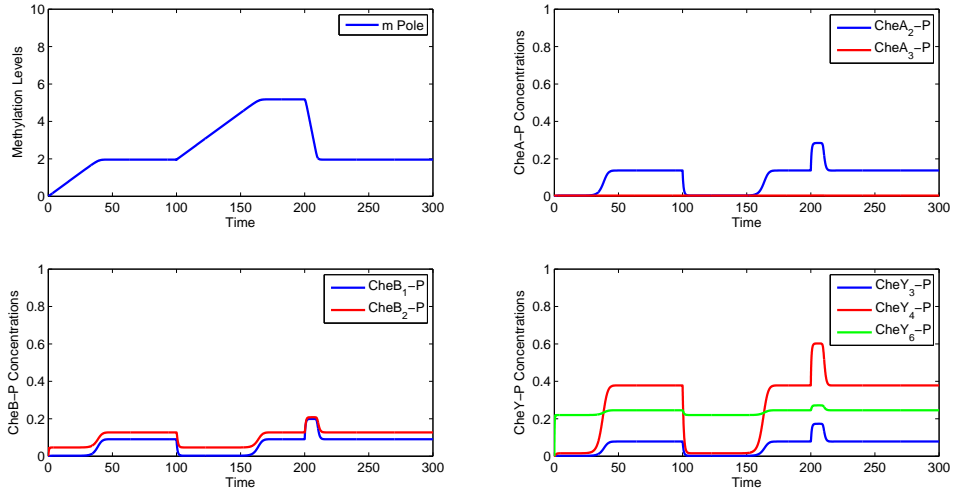 10
8
6
4
2
0
Methylation Levels
m Pole
0 50 100 150 200 250 300
Time
1
0.8
0.6
0.4
0.2
0
CheA−P Concentrations
CheA2−P
CheA3−P
0 50 100 150 200 250 300
Time
1
0.8
0.6
0.4
0.2
0
CheB−P Concentrations
CheB1−P
CheB2−P
0 50 100 150 200 250 300
Time
1
0.8
0.6
0.4
0.2
0
CheY−P Concentrations
CheY3−P
CheY4−P
CheY6−P
0 50 100 150 200 250 300
Time